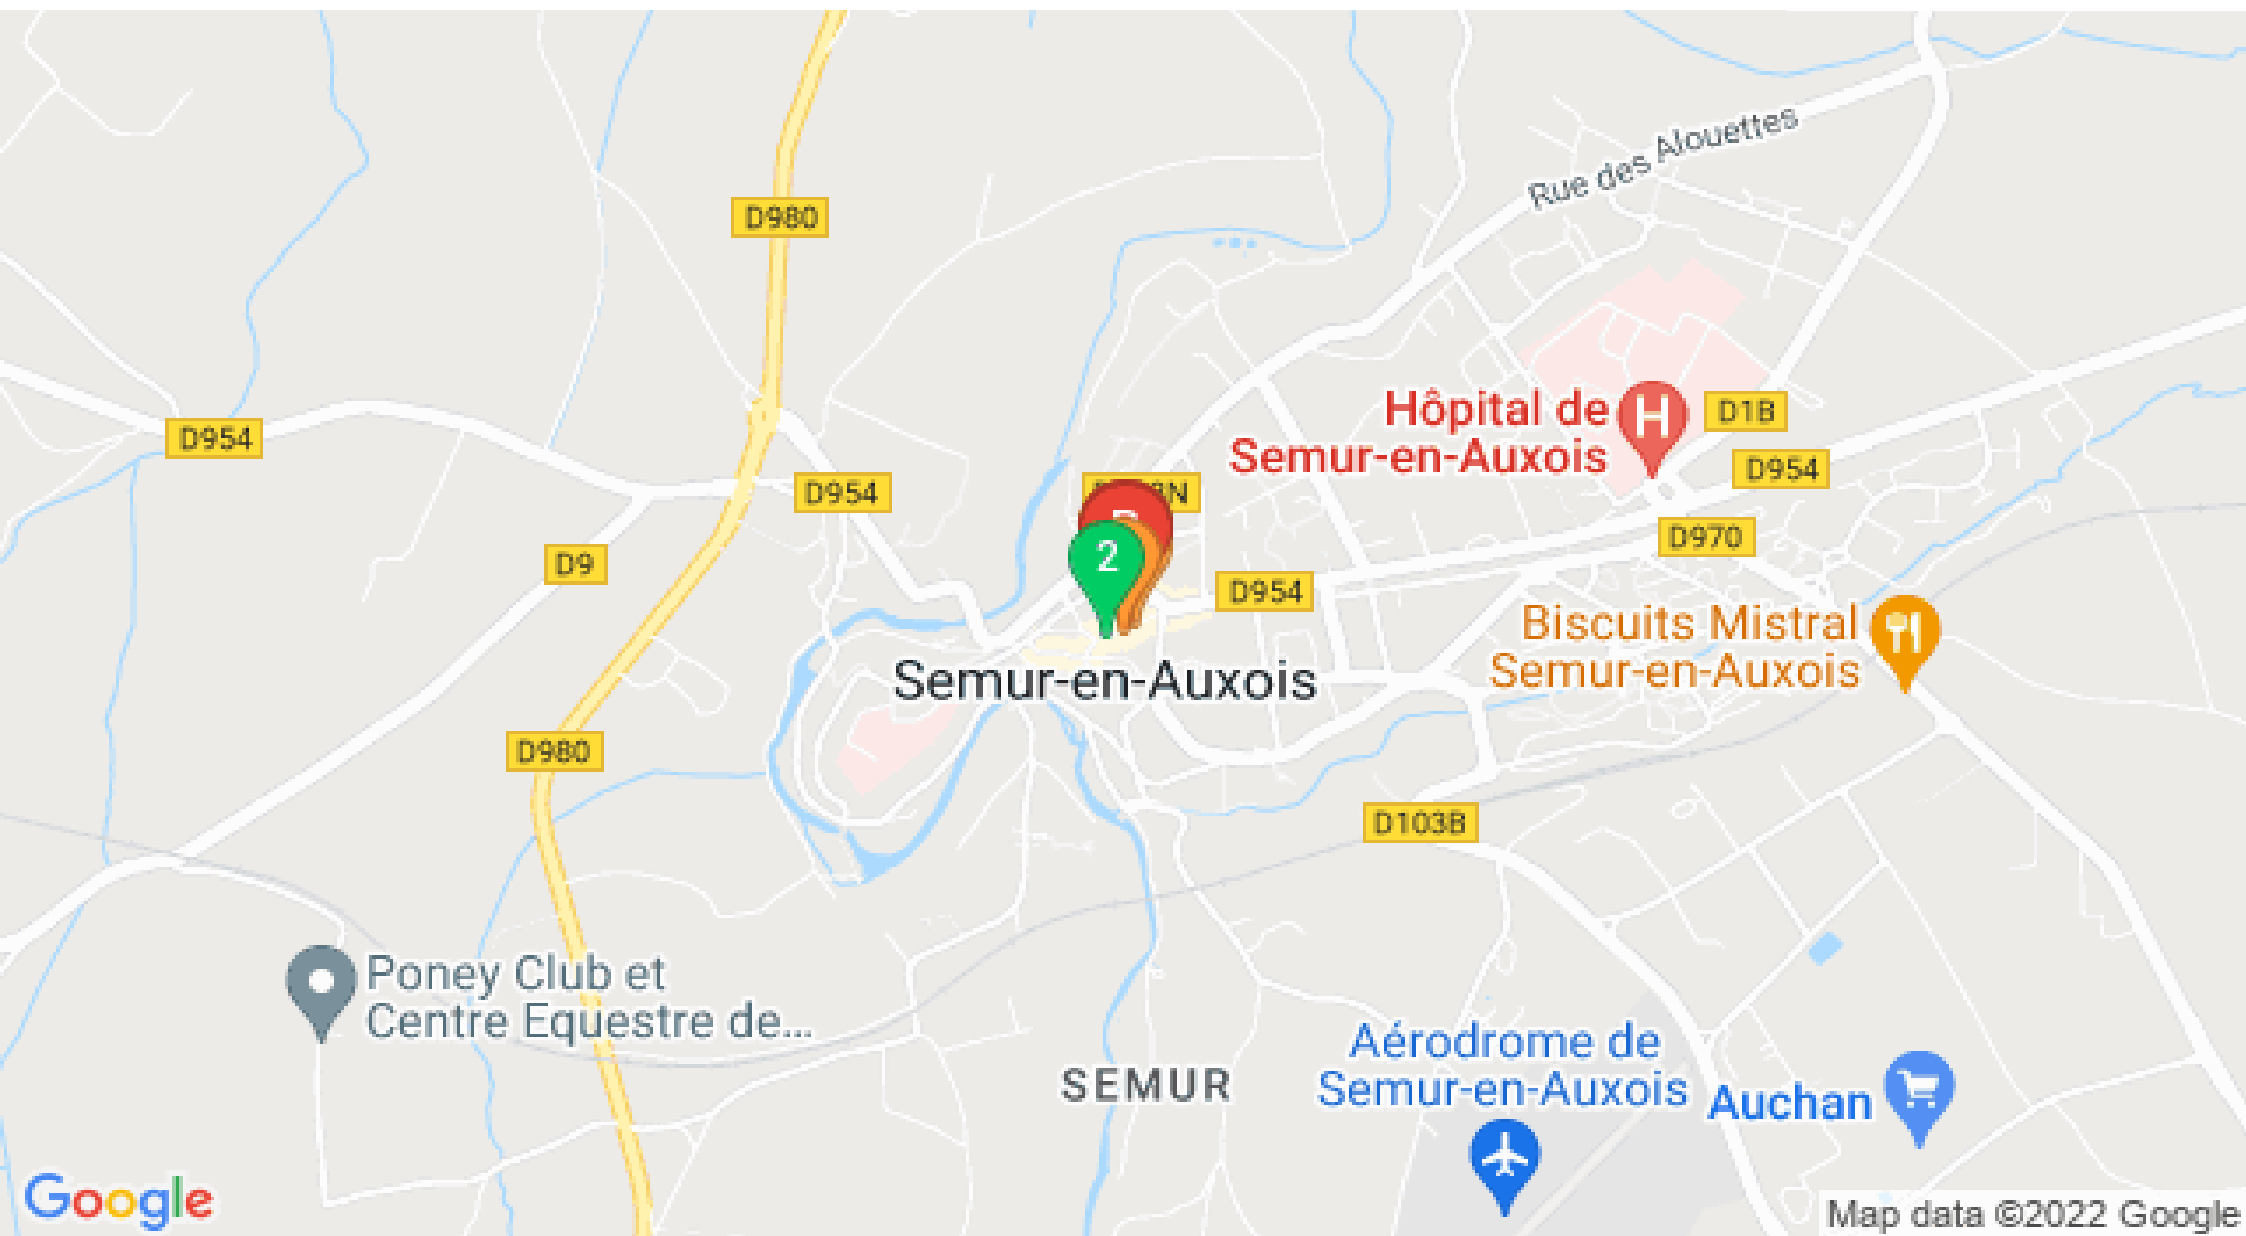 Rue des Alouettes
D980
Hôpital de
Semur-en-Auxois
D1B
D954
D954
D954
D970
2
D9
D954
Biscuits Mistral
Semur-en-Auxois
Semur-en-Auxois
D980
D103B
Poney Club et
Centre Equestre de...
Aérodrome de
Semur-en-Auxois
SEMUR
Auchan
Google
Map data ©2022 Google